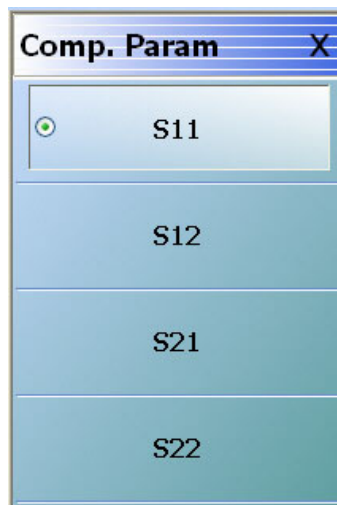 Comp. Param X
S11
S12
S21
S22